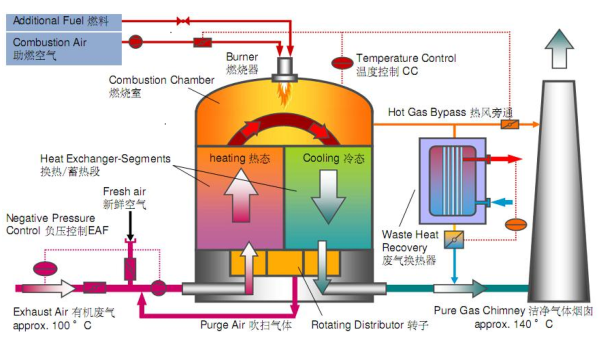 Additional Fuel 燃料
Combustion Air
助燃空气
Burner
燃烧器
Temperature Control
温度控制 CC
Combustion Chamber
燃烧室
Hot Gas Bypass 热风旁通
Heat Exchanger-Segments
换热/蓄热段
heating 热态
Cooling 冷态
Fresh air
新鲜空气
Negative Pressure
Control 负压控制EAF
Waste Heat
Recovery
废气换热器
Exhaust Air 有机废气
approx. 100 ° C
Purge Air 吹扫气体
Rotating Distributor 转子
Pure Gas Chimney 洁净气体烟囱
approx. 140 ° C